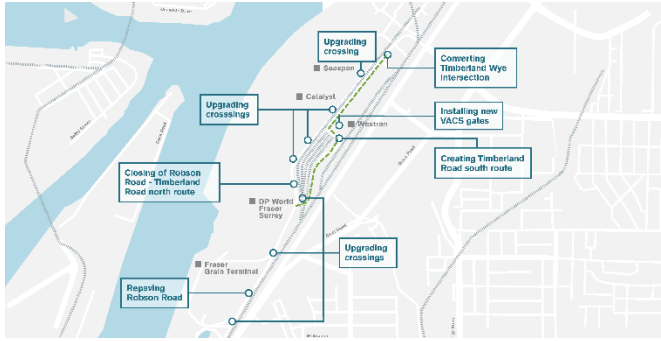 Upgrading
crossing
Seaspan
Converting
Timberland Wye
Intersection
Catalyst
Upgrading
crosssings
Installing new
VACS gates
Westran
Creating Timberland
Road south route
Closing of Robson
Road - Timberland
Road north route
DP World
Fraser
Surrey
Upgrading
crossings
Fraser
Grain Terminal
Repaving
Robson Road